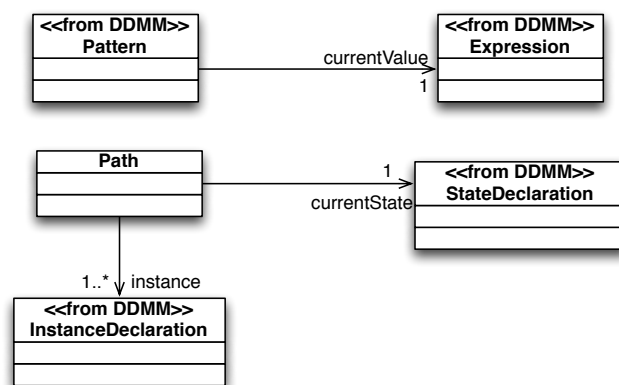 <<from DDMM>>
Pattern
<<from DDMM>>
Expression
currentValue
1
Path
<<from DDMM>>
StateDeclaration
1
currentState
1..* instance
<<from DDMM>>
InstanceDeclaration